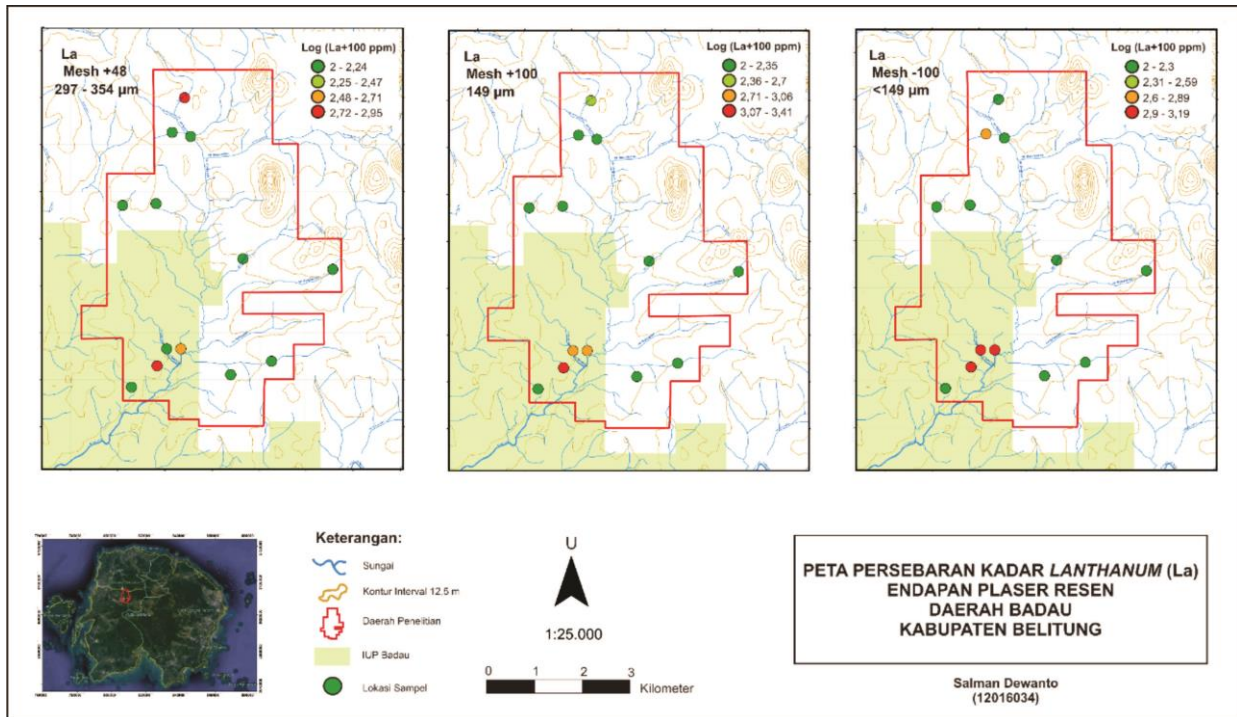 La
Mesh +48
297 - 354 µm
Log (La+100 ppm)
2 - 2,24
2,25 - 2,47
2,48 - 2,71
2,72 - 2,95
La
Mesh +100
149 µm
Log (La+100 ppm)
2 - 2,35
2,36 - 2,7
2,71 - 3,06
3,07 - 3,41
La
Mesh -100
<149 µm
Log (La+100 ppm)
2 - 2,3
2,31 - 2,59
2,6 - 2,89
2,9 - 3,19
Keterangan:
Sungai
Kontur Interval 12.5 m
Daerah Penelitian
IUP Badau
Lokasi Sampel
U
1:25.000
0 1 2 3
Kilometer
PETA PERSEBARAN KADAR LANTHANUM (La)
ENDAPAN PLASER RESEN
DAERAH BADAU
KABUPATEN BELITUNG
Salman Dewanto
(12016034)